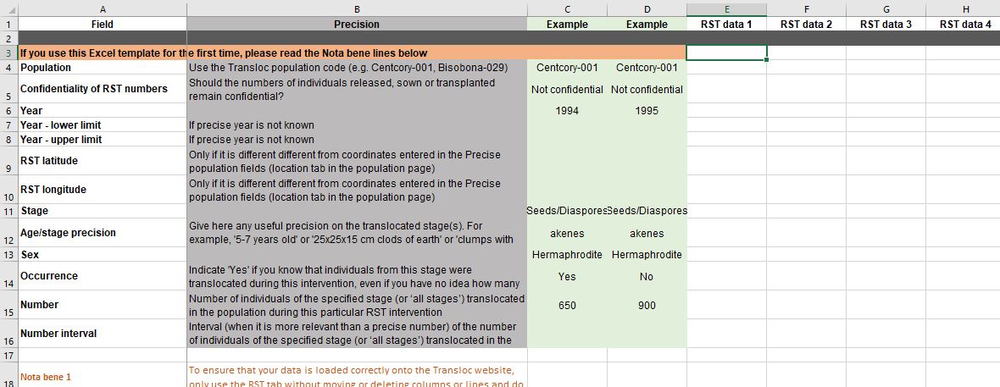 A B C D E F G H
1 Field Precision Example Example RST data 1 RST data 2 RST data 3 RST data 4
2
3 If you use this Excel template for the first time, please read the Nota bene lines below
4 Population Use the Transloc population code (e.g. Centcory-001, Bisobona-029) Centcory-001 Centcory-001
Should the numbers of individuals released, sown or transplanted
5 Confidentiality of RST numbers remain confidential? Not confidential Not confidential
6 Year 1994 1995
7 Year - lower limit If precise year is not known
8 Year - upper limit If precise year is not known
Only if it is different different from coordinates entered in the Precise
9 RST latitude population fields (location tab in the population page)
Only if it is different different from coordinates entered in the Precise
10 RST longitude population fields (location tab in the population page)
11 Stage Seeds/Diaspores Seeds/Diaspores
Give here any useful precision on the translocated stage(s). For
12 Age/stage precision example, '5-7 years old' or '25x25x15 cm clods of earth' or 'clumps with akenes akenes
13 Sex Hermaphrodite Hermaphrodite
Indicate 'Yes' if you know that individuals from this stage were
14 Occurrence translocated during this intervention, even if you have no idea how many Yes No
Number of individuals of the specified stage (or 'all stages') translocated
15 Number in the population during this particular RST intervention 650 900
Interval (when it is more relevant than a precise number) of the number
16 Number interval of individuals of the specified stage (or 'all stages') translocated in the
17
To ensure that your data is loaded correctly onto the Transloc website,
18 Nota bene 1 only use the RST tab without moving or deleting columns or lines and do